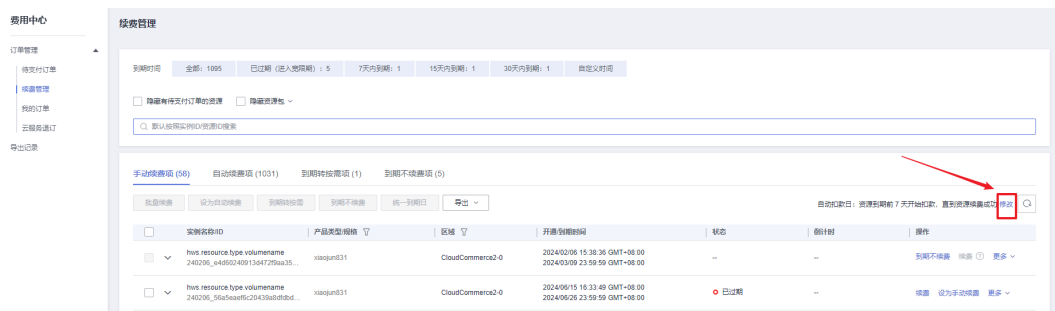 费用中心
续费管理
订单管理
待支付订单
续费管理
我的订单
云服务退订
导出记录
到期时间 全部：1095 已过期（进入宽限期）：5 7天内到期：1 15天内到期：1 30天内到期：1 自定义时间
隐藏有待支付订单的资源 隐藏资源包
默认按照实例ID/资源ID搜索
手动续费项 (58) 自动续费项 (1031) 到期转按需项 (1) 到期不续费项 (5)
批量续费 设为自动续费 到期转按需 到期不续费 统一到期日 导出
自动扣款日：资源到期前 7 天开始扣款，直到资源续费成功 修改
实例名称/ID 产品类型/规格 区域 开通/到期时间 状态 倒计时 操作
hws.resource.type.volumename
240206_e4d60240913d472f9aa35... xiaojun831 CloudCommerce2-0 2024/02/06 15:38:36 GMT+08:00
2024/03/09 23:59:59 GMT+08:00 -- -- 到期不续费 续费 更多
hws.resource.type.volumename
240206_56a5eaef6c20439a8dfdbd... xiaojun831 CloudCommerce2-0 2024/06/15 16:33:49 GMT+08:00
2024/06/26 23:59:59 GMT+08:00 已过期 -- 续费 设为手动续费 更多